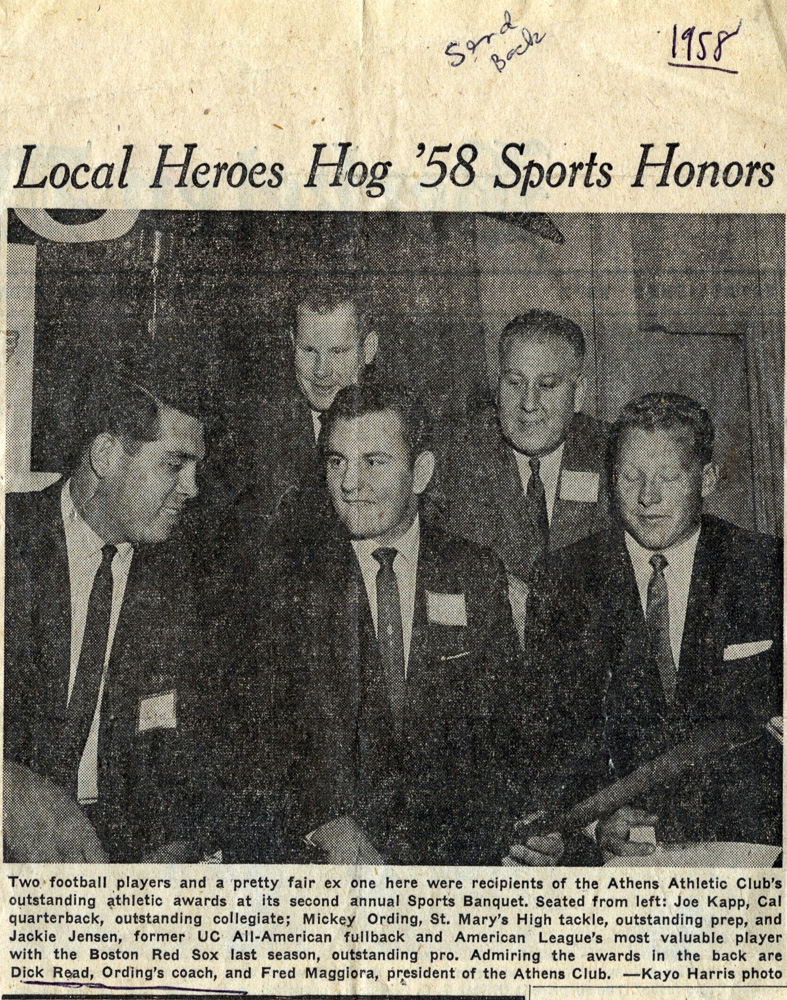 Send
Back
1958
Local Heroes Hog '58 Sports Honors
Two football players and a pretty fair ex one here were recipients of the Athens Athletic Club's
outstanding athletic awards at its second annual Sports Banquet. Seated from left: Joe Kapp, Cal
quarterback, outstanding collegiate; Mickey Ording, St. Mary's High tackle, outstanding prep, and
Jackie Jensen, former UC All-American fullback and American League's most valuable player
with the Boston Red Sox last season, outstanding pro. Admiring the awards in the back are
Dick Read, Ording's coach, and Fred Maggiora, president of the Athens Club. —Kayo Harris photo